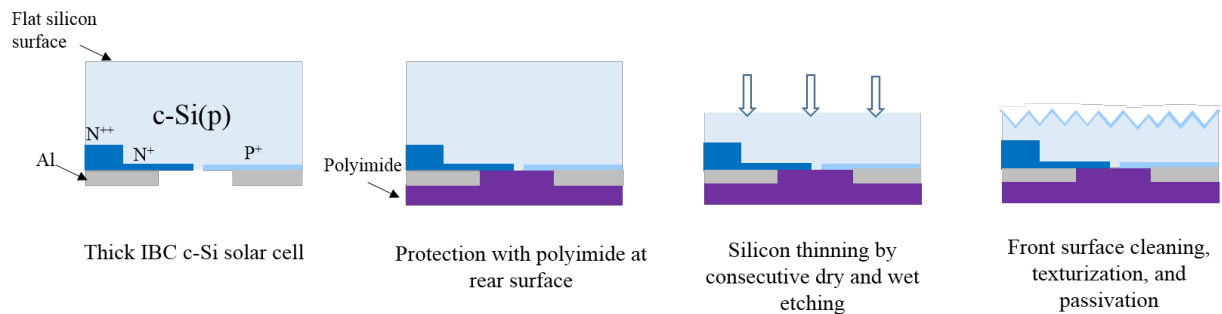 Flat silicon
surface
c-Si(p)
N++
N+
P+
Al
Polyimide
Thick IBC c-Si solar cell
Protection with polyimide at
rear surface
Silicon thinning by
consecutive dry and wet
etching
Front surface cleaning,
texturization, and
passivation